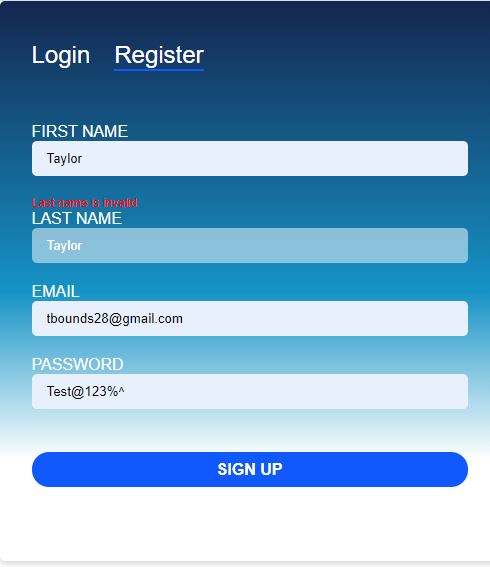 Login Register
FIRST NAME
Taylor
Last name is invalid
LAST NAME
Taylor
EMAIL
tbounds28@gmail.com
PASSWORD
Test@123%^
SIGN UP